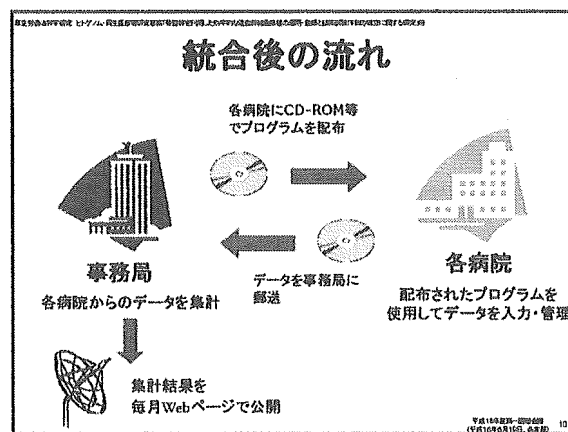 統合後の流れ
各病院にCD-ROM等
でプログラムを配布
データを事務局に
郵送
事務局
各病院からのデータを集計
各病院
配布されたプログラムを
使用してデータを入力・管理
集計結果を
毎月Webページで公開
10